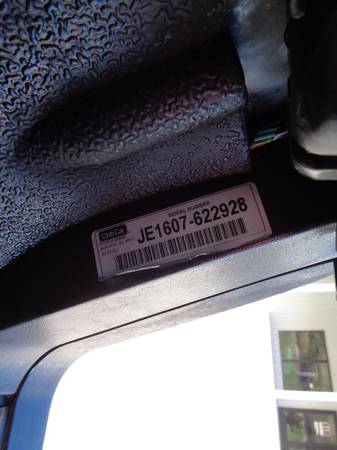 Club Car
SERIAL NUMBER
JE1607-622928